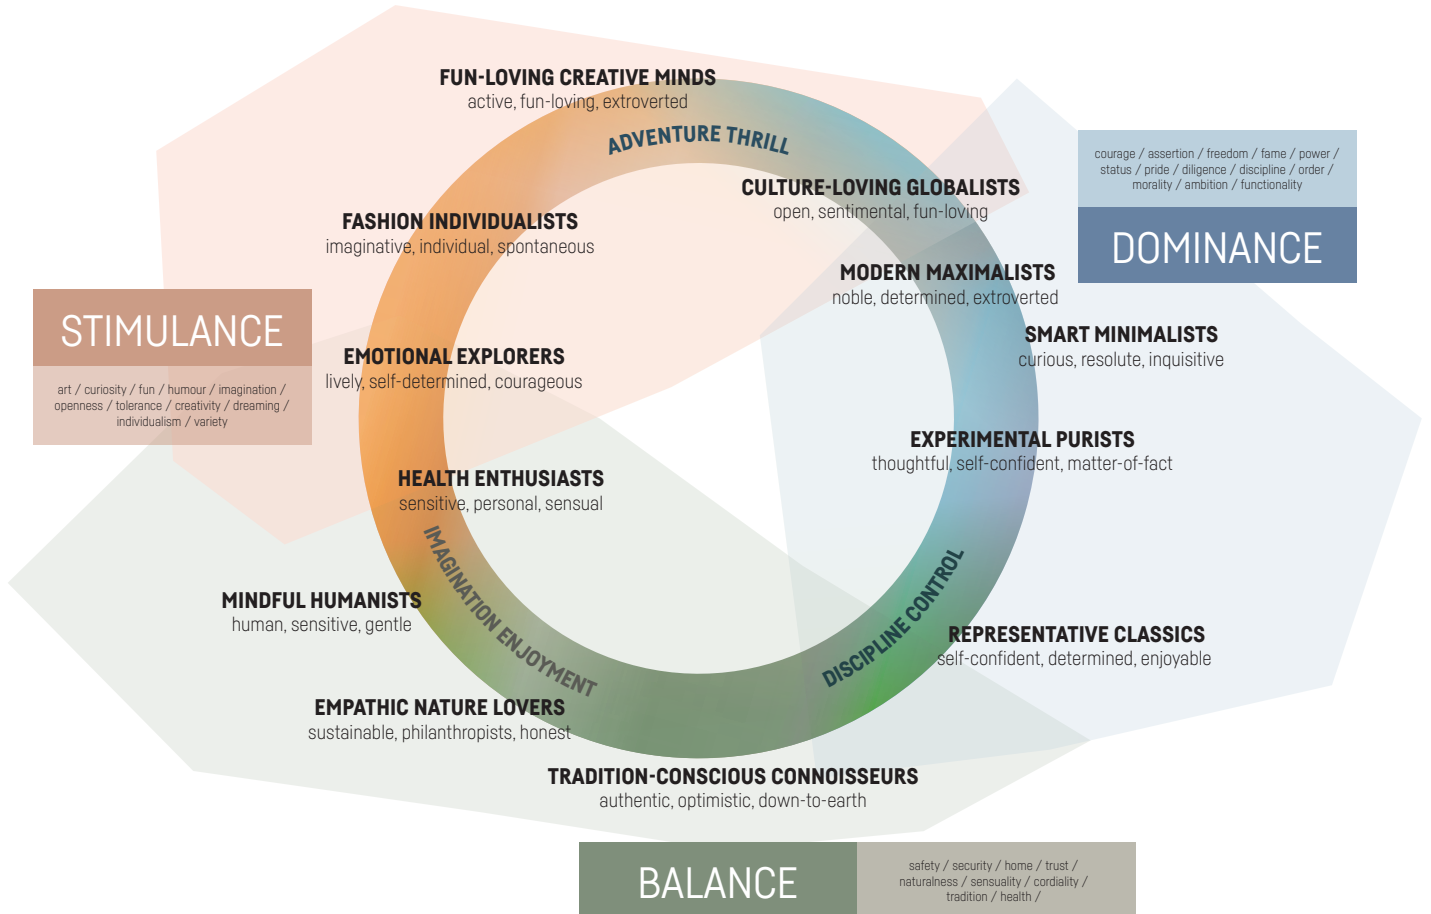 FUN-LOVING CREATIVE MINDS
active, fun-loving, extroverted
ADVENTURE THRILL
CULTURE-LOVING GLOBALISTS
open, sentimental, fun-loving
courage / assertion / freedom / fame / power /
status / pride / diligence / discipline / order /
morality / ambition / functionality
DOMINANCE
FASHION INDIVIDUALISTS
imaginative, individual, spontaneous
MODERN MAXIMALISTS
noble, determined, extroverted
STIMULANCE
art / curiosity / fun / humour / imagination /
openness / tolerance / creativity / dreaming /
individualism / variety
SMART MINIMALISTS
curious, resolute, inquisitive
EMOTIONAL EXPLORERS
lively, self-determined, courageous
EXPERIMENTAL PURISTS
thoughtful, self-confident, matter-of-fact
HEALTH ENTHUSIASTS
sensitive, personal, sensual
IMAGINATION ENJOYMENT
DISCIPLINE CONTROL
MINDFUL HUMANISTS
human, sensitive, gentle
REPRESENTATIVE CLASSICS
self-confident, determined, enjoyable
EMPATHIC NATURE LOVERS
sustainable, philanthropists, honest
TRADITION-CONSCIOUS CONNOISSEURS
authentic, optimistic, down-to-earth
BALANCE
safety / security / home / trust /
naturalness / sensuality / cordiality /
tradition / health /